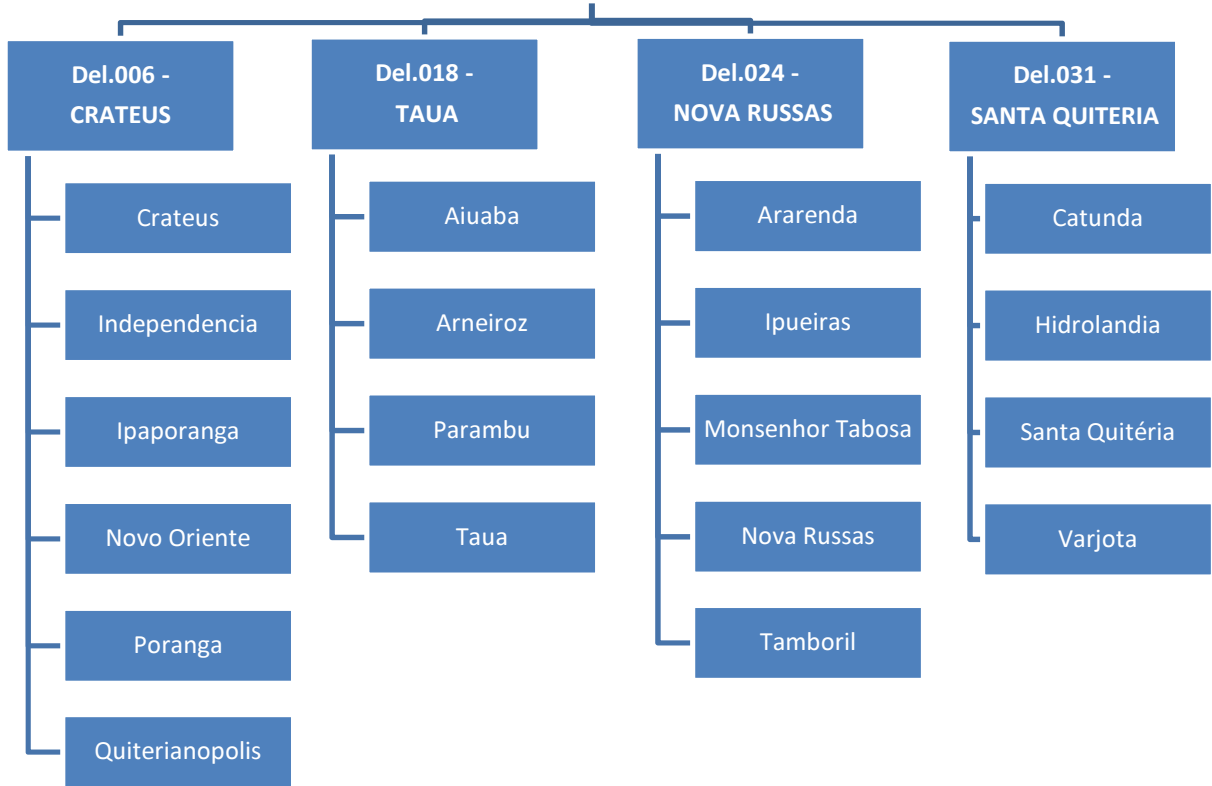 Del.006 -
CRATEUS
Crateus
Independencia
Ipaporanga
Novo Oriente
Poranga
Quiterianopolis
Del.018 -
TAUA
Aiuaba
Arneiroz
Parambu
Taua
Del.024 -
NOVA RUSSAS
Ararenda
Ipueiras
Monsenhor Tabosa
Nova Russas
Tamboril
Del.031 -
SANTA QUITERIA
Catunda
Hidrolandia
Santa Quitéria
Varjota